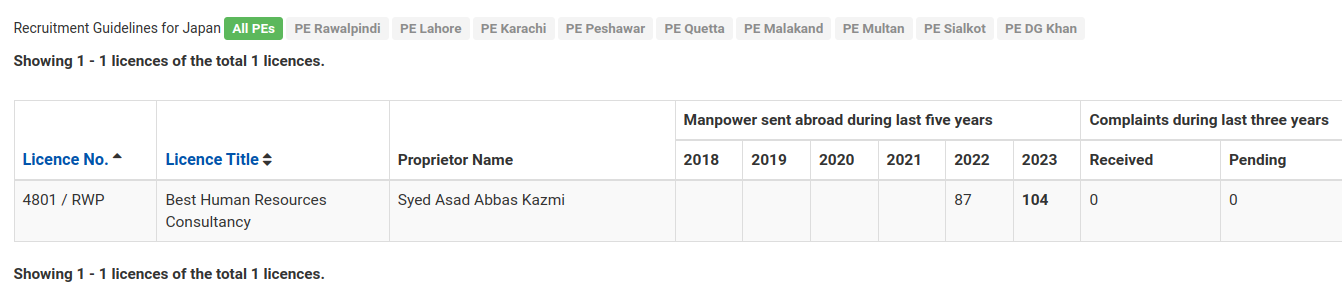 Recruitment Guidelines for Japan All PEs PE Rawalpindi PE Lahore PE Karachi PE Peshawar PE Quetta PE Malakand PE Multan PE Sialkot PE DG Khan
Showing 1 - 1 licences of the total 1 licences.
Manpower sent abroad during last five years Complaints during last three years
Licence No. Licence Title Proprietor Name 2018 2019 2020 2021 2022 2023 Received Pending
4801 / RWP Best Human Resources Syed Asad Abbas Kazmi 87 104 0 0
Consultancy
Showing 1 - 1 licences of the total 1 licences.